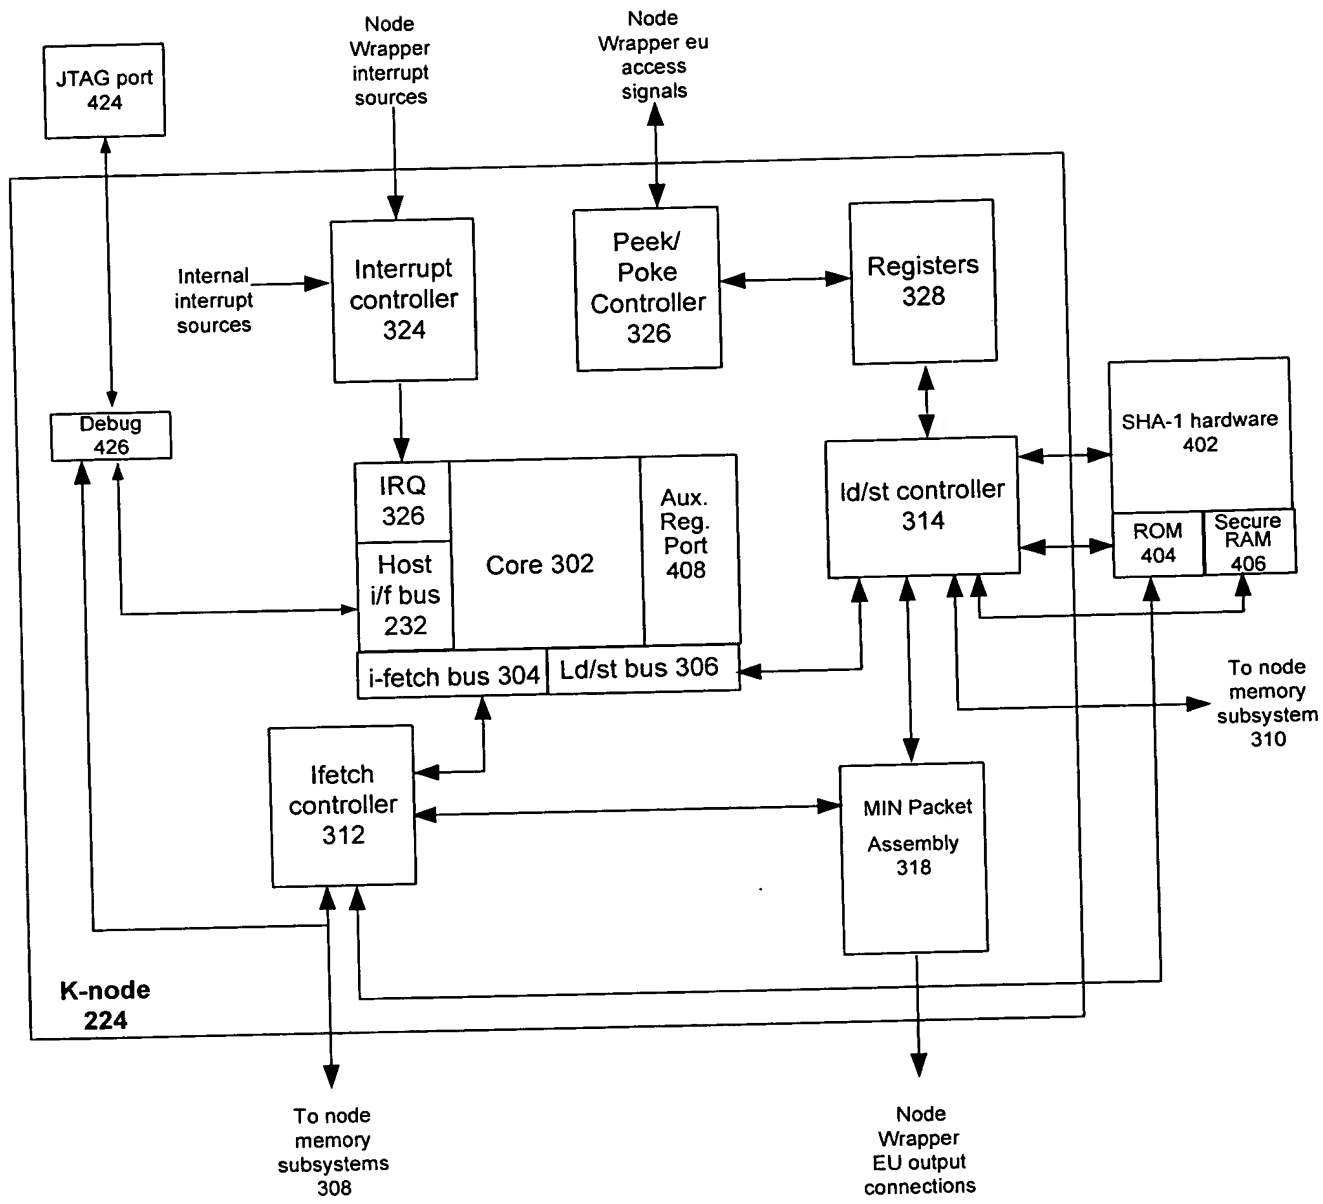 Node
Wrapper
interrupt
sources
Node
Wrapper eu
access
signals
JTAG port
424
Internal
interrupt
sources
Interrupt
controller
324
Peek/
Poke
Controller
326
Registers
328
Debug
426
SHA-1 hardware
402
ROM
404
Secure
RAM
406
IRQ
326
Host
i/f bus
232
Core 302
Aux.
Reg.
Port
408
ld/st controller
314
i-fetch bus 304
Ld/st bus 306
To node
memory
subsystem
310
Ifetch
controller
312
MIN Packet
Assembly
318
K-node
224
To node
memory
subsystems
308
Node
Wrapper
EU output
connections